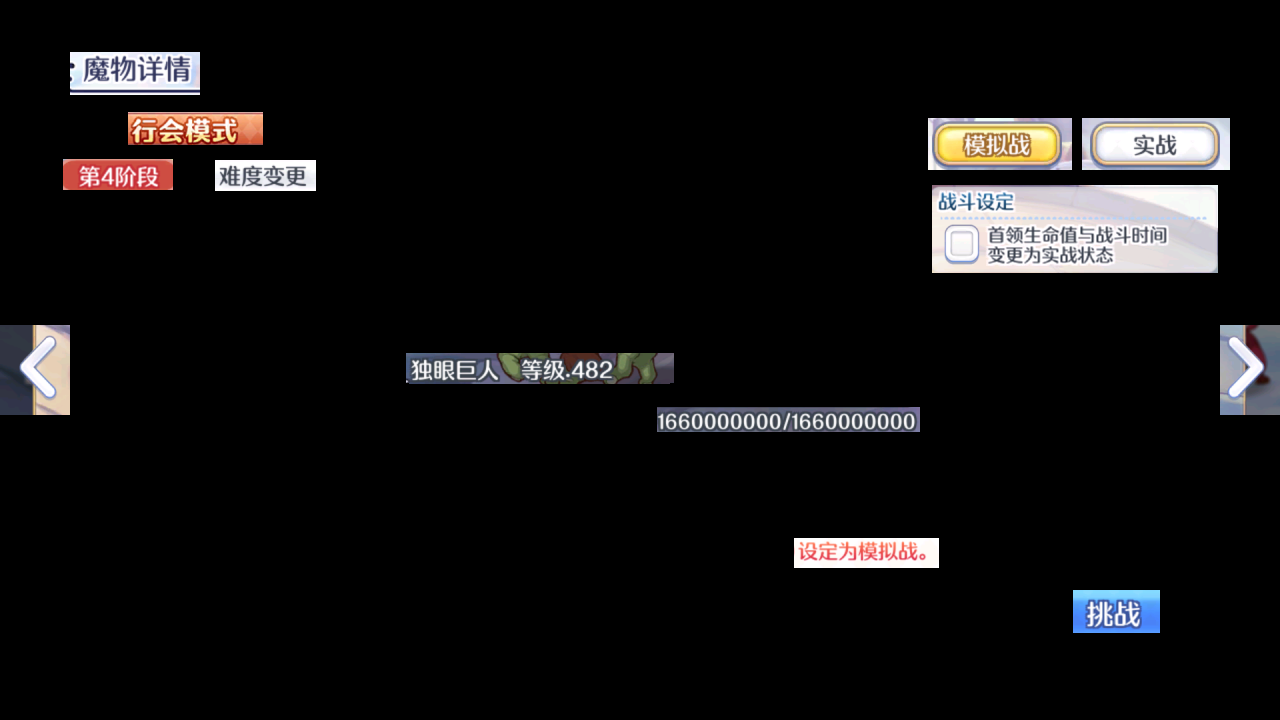 魔物详情
行会模式
模拟战
实战
第4阶段
难度变更
战斗设定
首领生命值与战斗时间
变更为实战状态
独眼巨人 等级.482
1660000000/1660000000
设定为模拟战。
挑战